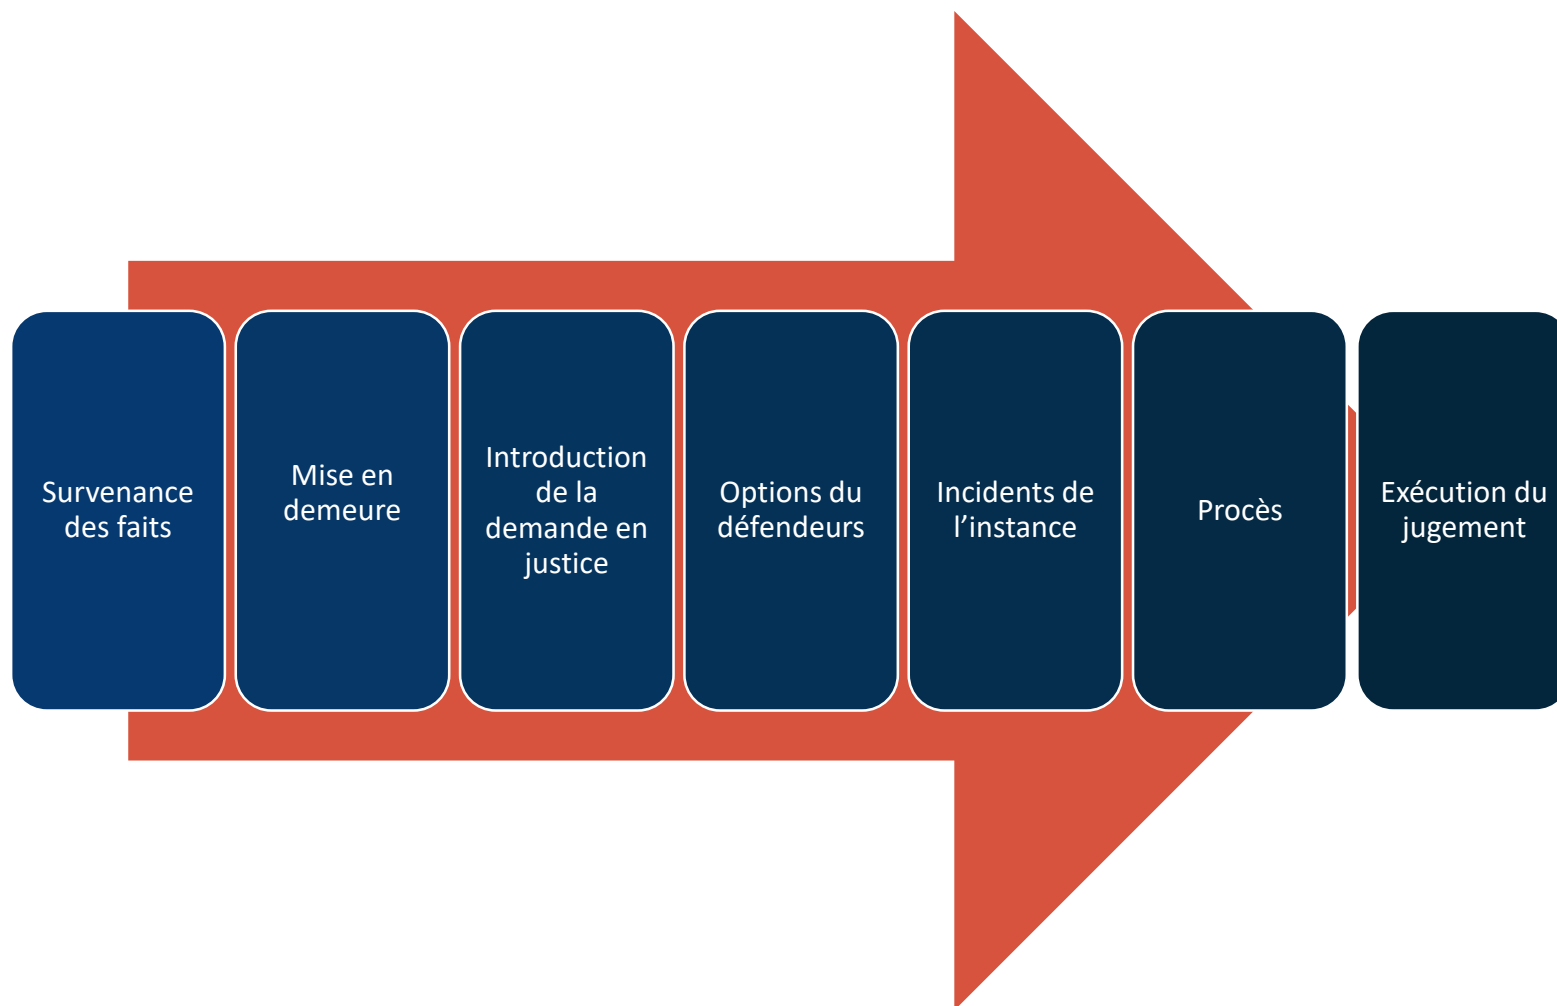 Survenance
des faits
Mise en
demeure
Introduction
de la
demande en
justice
Options du
défendeurs
Incidents de
l’instance
Procès
Exécution du
jugement